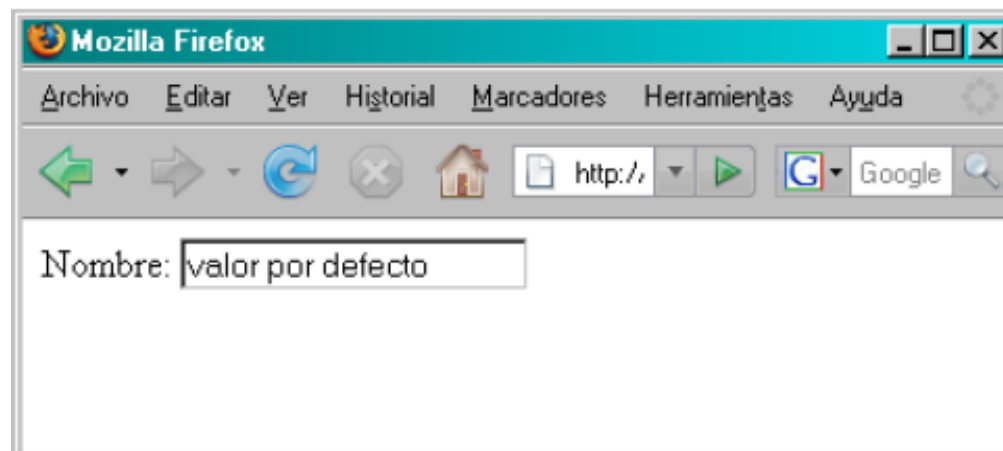 Mozilla Firefox
Archivo Editar Ver Historial Marcadores Herramientas Ayuda
http:/ G Google
Nombre: valor por defecto